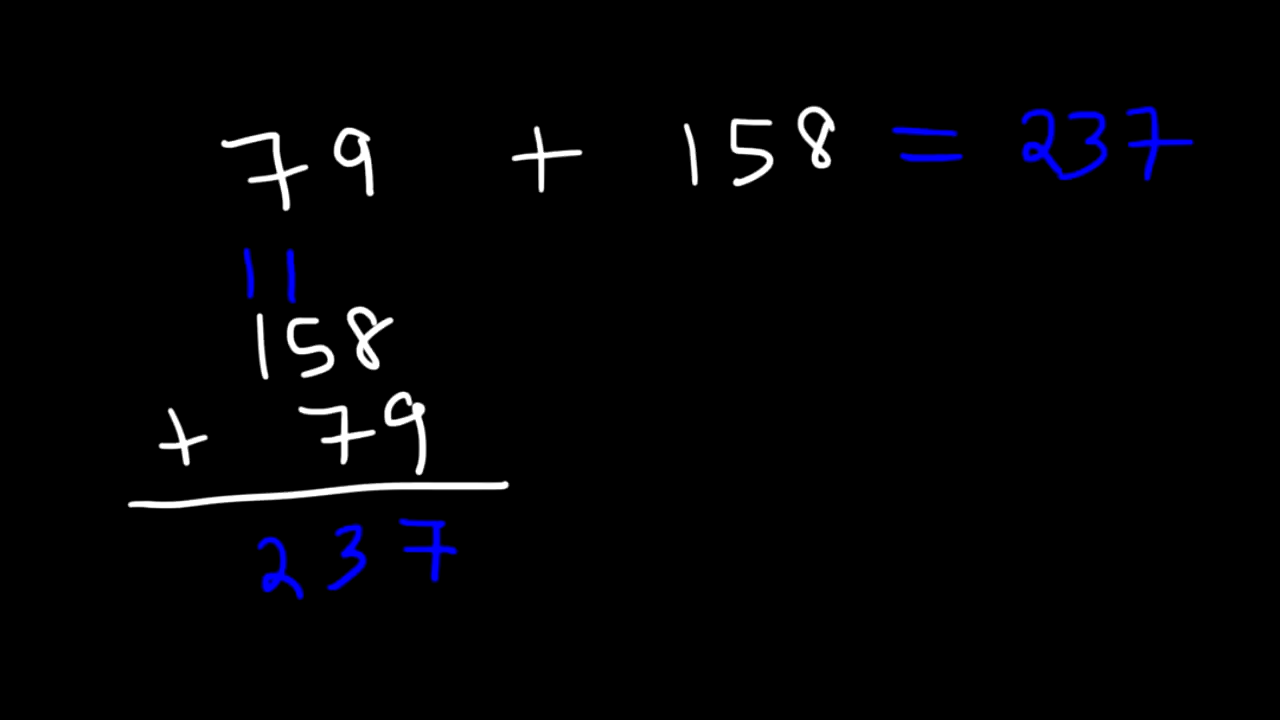 79 + 158 = 237
11
158
+ 79
237